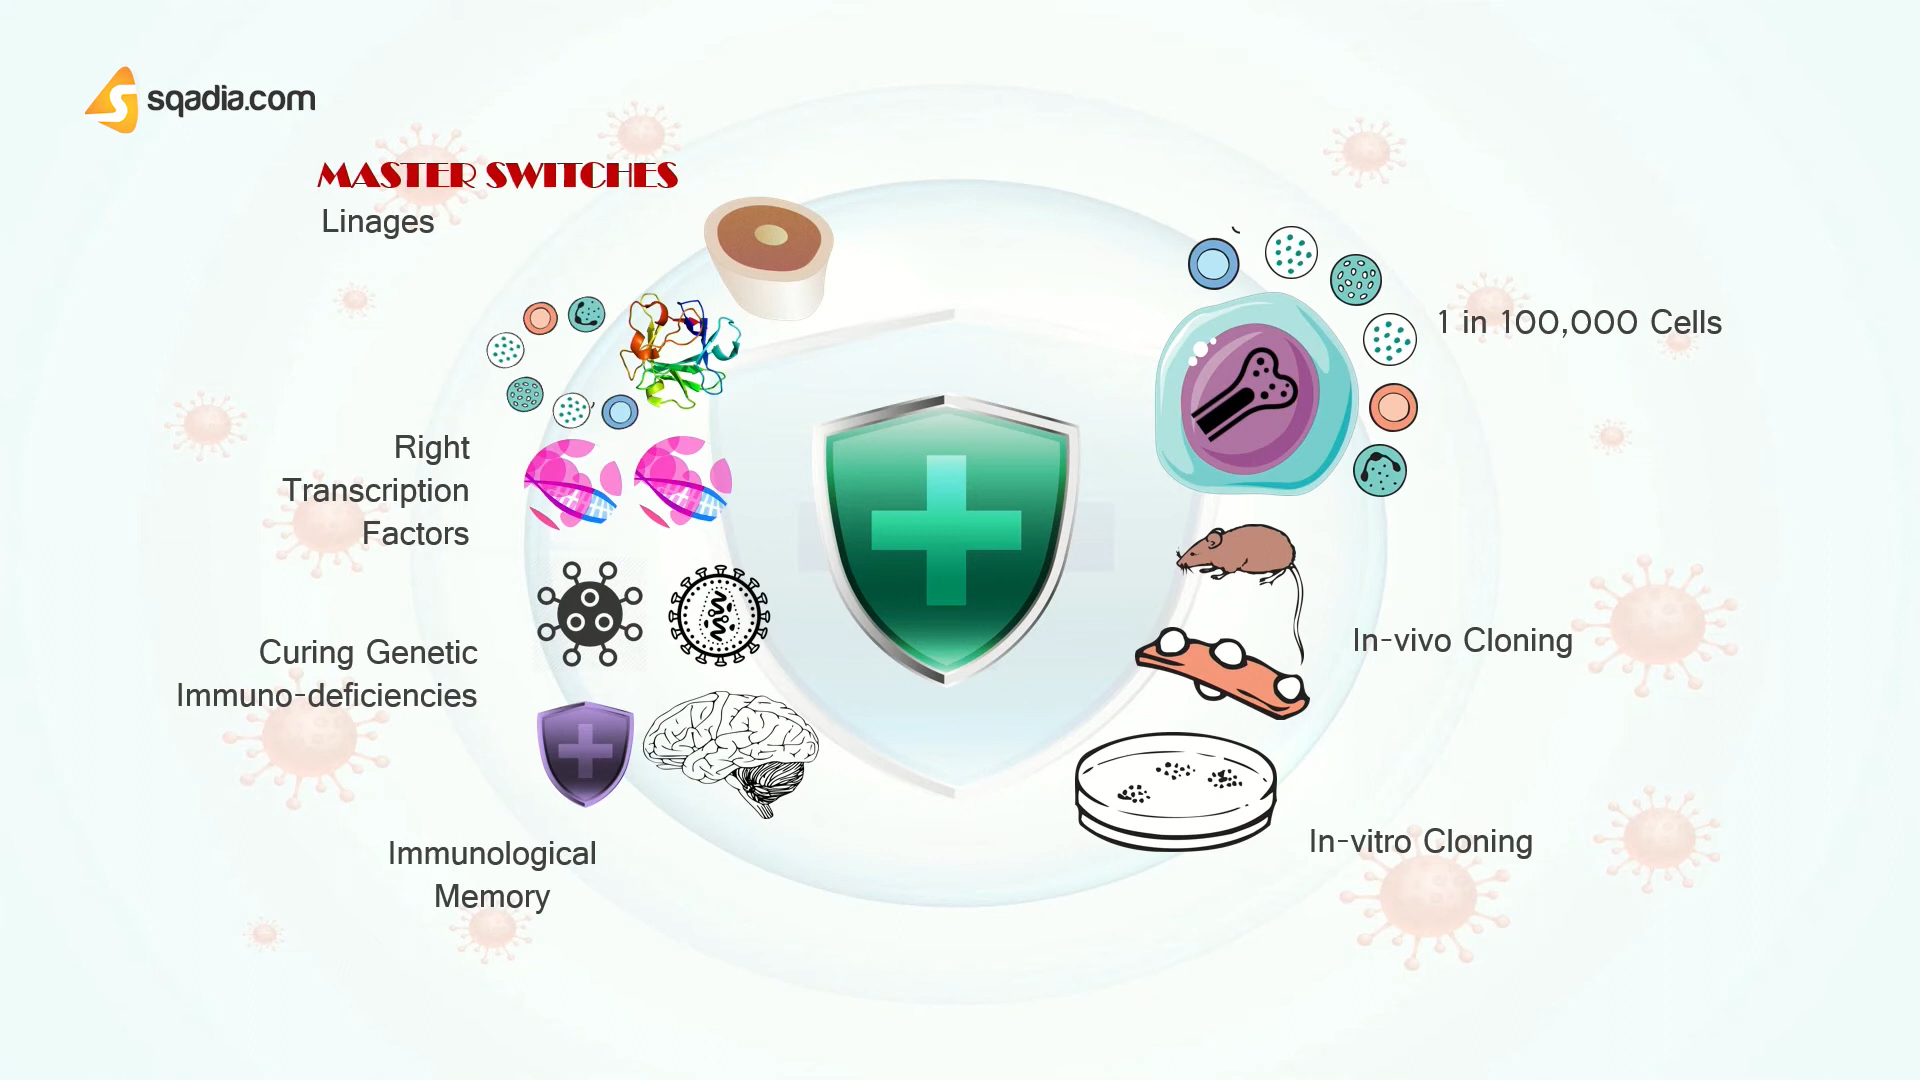 sqadia.com
MASTER SWITCHES
Linages
1 in 100,000 Cells
Right
Transcription
Factors
Curing Genetic
Immuno-deficiencies
In-vivo Cloning
In-vitro Cloning
Immunological
Memory